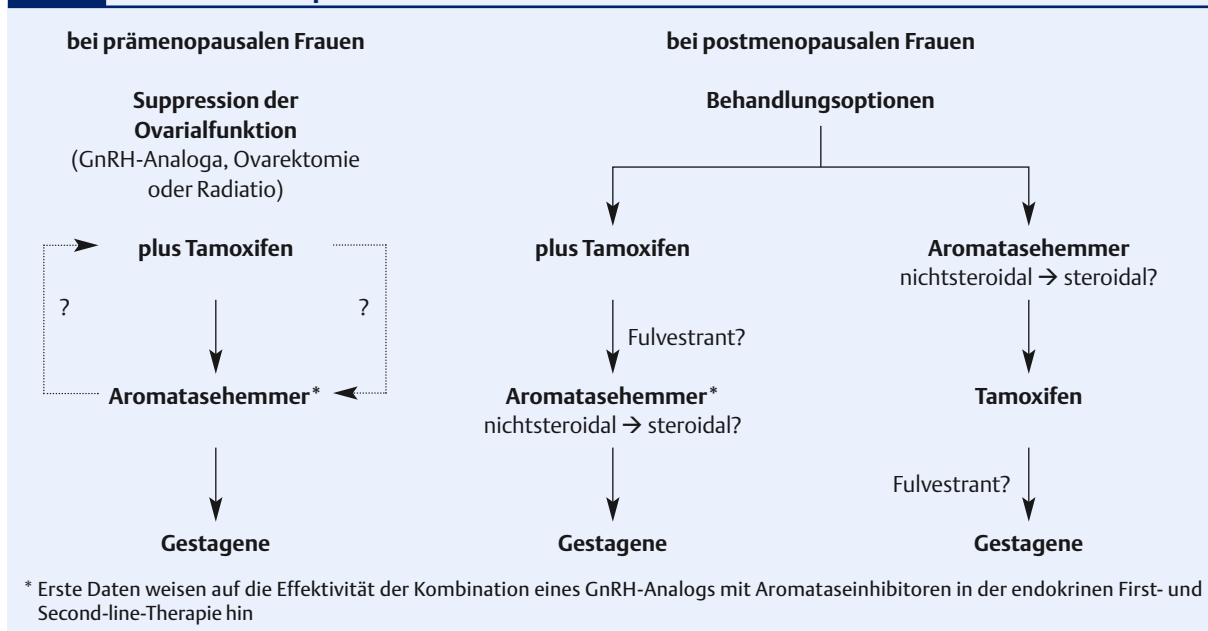 bei prämenopausalen Frauen
Suppression der
Ovarialfunktion
(GnRH-Analoga, Ovarektomie
oder Radiatio)
plus Tamoxifen
?
?
Aromatasehemmer*
Gestagene
bei postmenopausalen Frauen
Behandlungsoptionen
plus Tamoxifen
Fulvestrant?
Aromatasehemmer*
nichtsteroidal → steroidal?
Gestagene
Aromatasehemmer
nichtsteroidal → steroidal?
Tamoxifen
Fulvestrant?
Gestagene
* Erste Daten weisen auf die Effektivität der Kombination eines GnRH-Analogs mit Aromataseinhibitoren in der endokrinen First- und
Second-line-Therapie hin